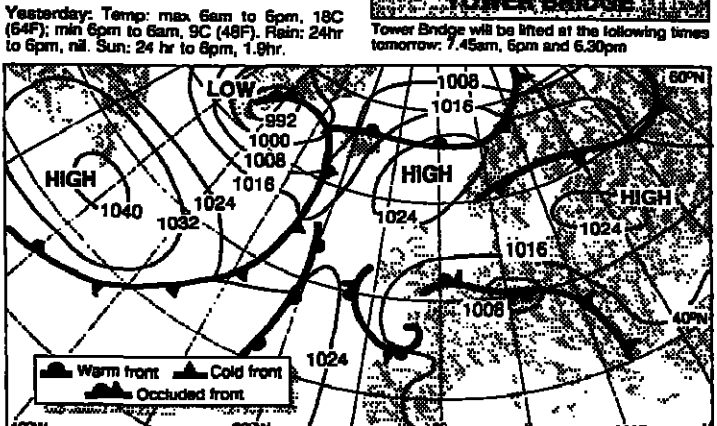 Yesterday: Temp: max 6am to 6pm, 18C
(64F); min 6pm to 6am, 9C (48F). Rain: 24hr
to 6pm, nil. Sun: 24 hr to 6pm, 1.9hr.
TOWER BRIDGE
Tower Bridge will be lifted at the following times
tomorrow: 7.45am, 6pm and 6.30pm
LOW
992
1000
1008
1016
1024
1032
HIGH
1040
1008
1016
60°N
HIGH
1024
HIGH
1024
1016
1008
40°N
1024
Warm front
Cold front
Occluded front